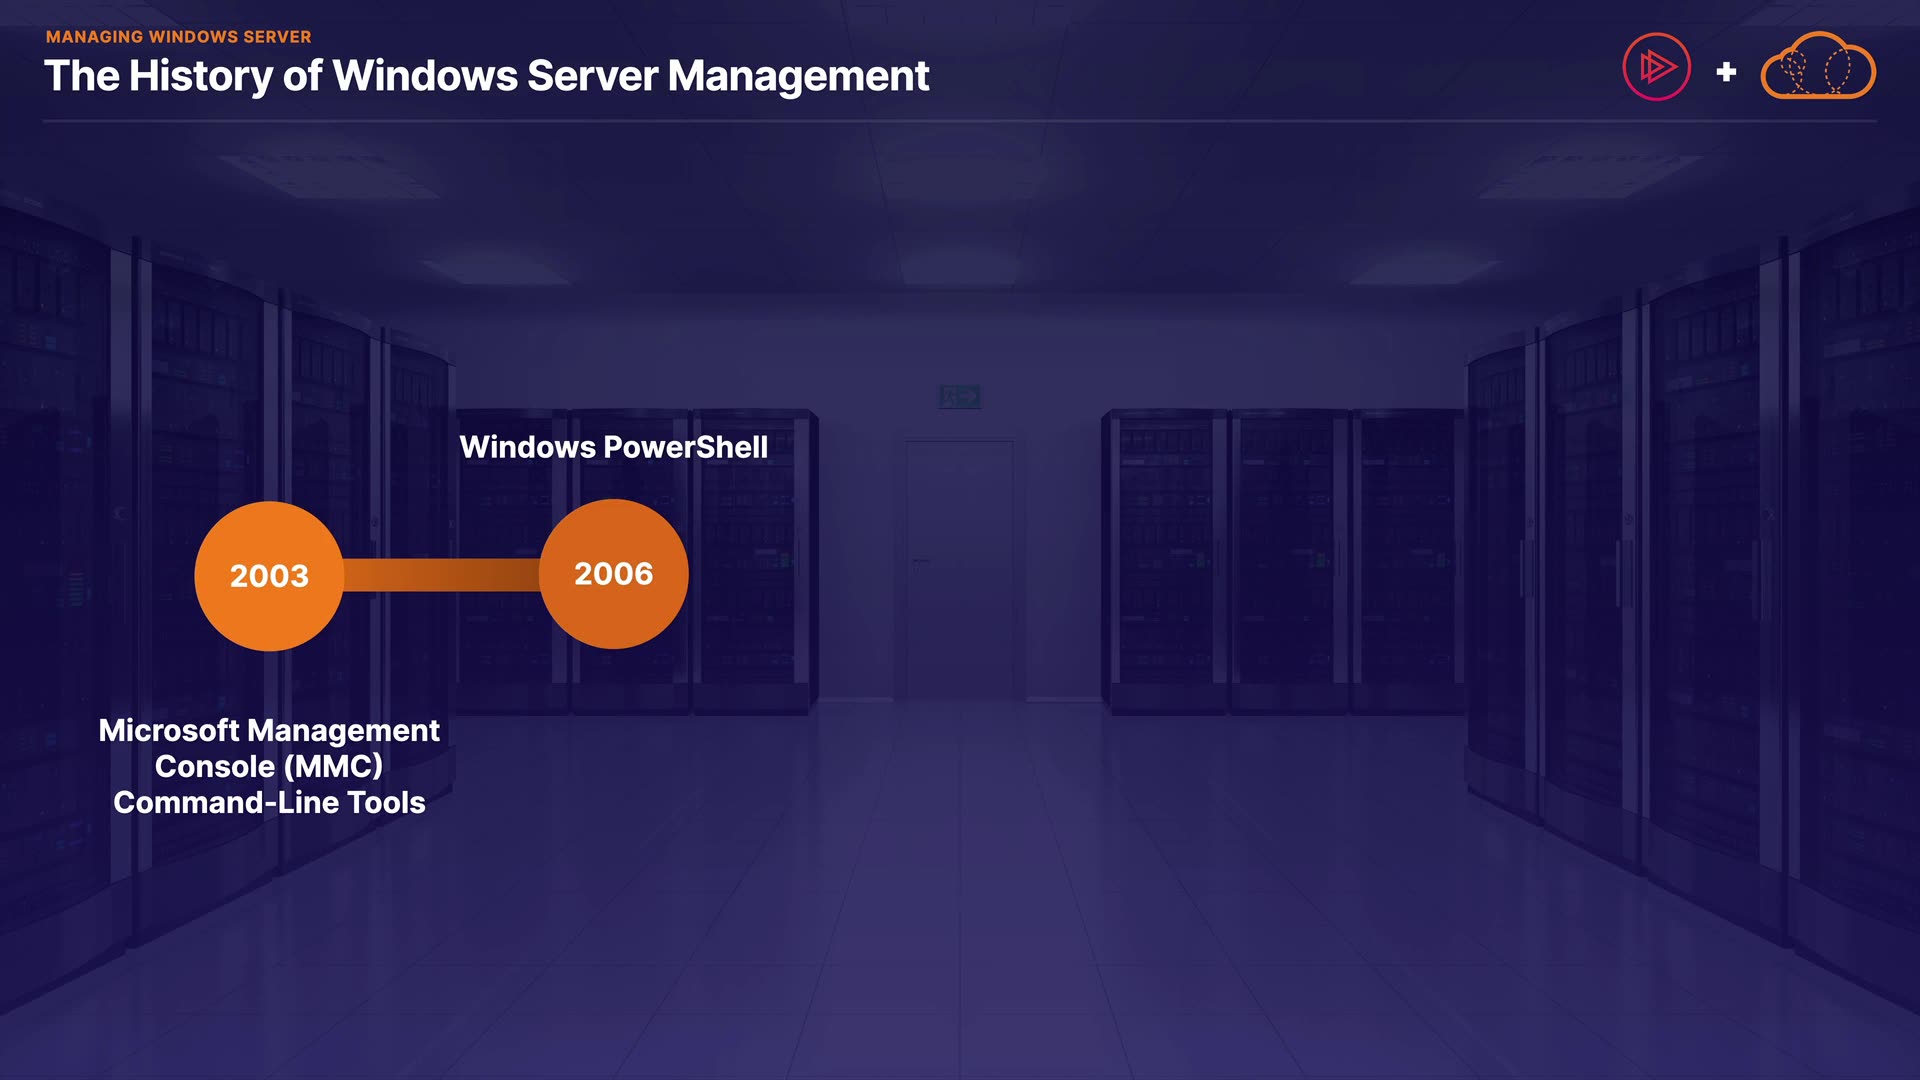 MANAGING WINDOWS SERVER
The History of Windows Server Management
+
Windows PowerShell
2003
2006
Microsoft Management
Console (MMC)
Command-Line Tools